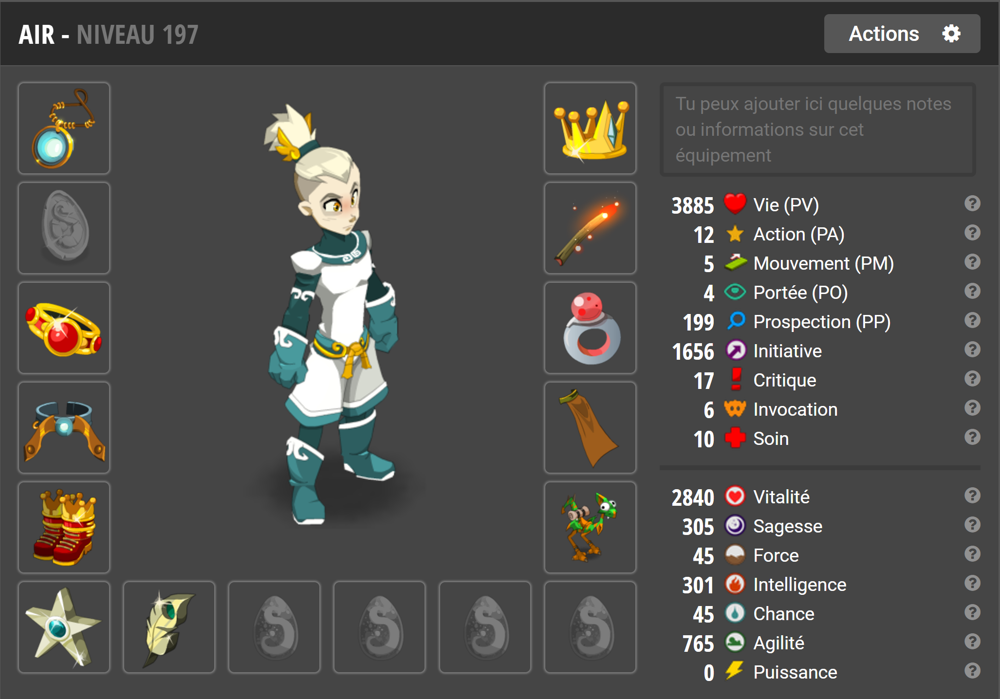 AIR - NIVEAU 197
Actions
Tu peux ajouter ici quelques notes
ou informations sur cet
équipement
3885 Vie (PV) ?
12 Action (PA) ?
5 Mouvement (PM) ?
4 Portée (PO) ?
199 Prospection (PP) ?
1656 Initiative ?
17 Critique ?
6 Invocation ?
10 Soin ?
2840 Vitalité ?
305 Sagesse ?
45 Force ?
301 Intelligence ?
45 Chance ?
765 Agilité ?
0 Puissance ?